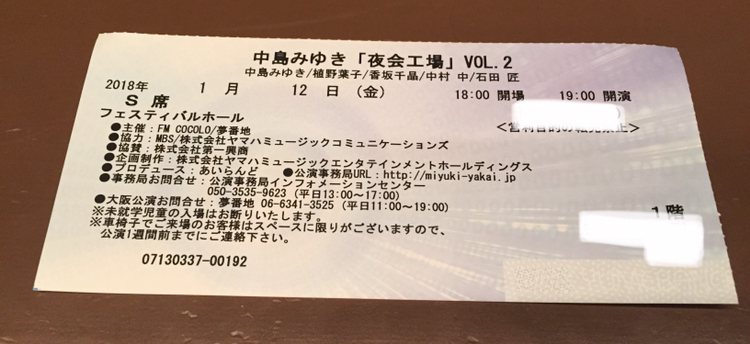 中島みゆき「夜会工場」VOL.2
中島みゆき/植野葉子/香坂千晶/中村 中/石田 匠
2018年 1 月 12 日 (金) 18:00 開場 19:00 開演
S 席
フェスティバルホール
●主催:FM COCOLO/夢番地
●協力:MBS/株式会社ヤマハミュージックコミュニケーションズ
●協賛:株式会社第一興商
●企画制作:株式会社ヤマハミュージックエンタテインメントホールディングス
●プロデュース:あいらんど ●公演事務局URL:http://miyuki-yakai.jp
●事務局お問合せ:公演事務局インフォメーションセンター
050-3535-9623 (平日13:00~17:00)
●大阪公演お問合せ:夢番地 06-6341-3525 (平日11:00~19:00)
※未就学児童の入場はお断りいたします。
※車椅子でご来場のお客様はスペースに限りがございますので、
公演1週間前までにご連絡下さい。
1階
07130337-00192